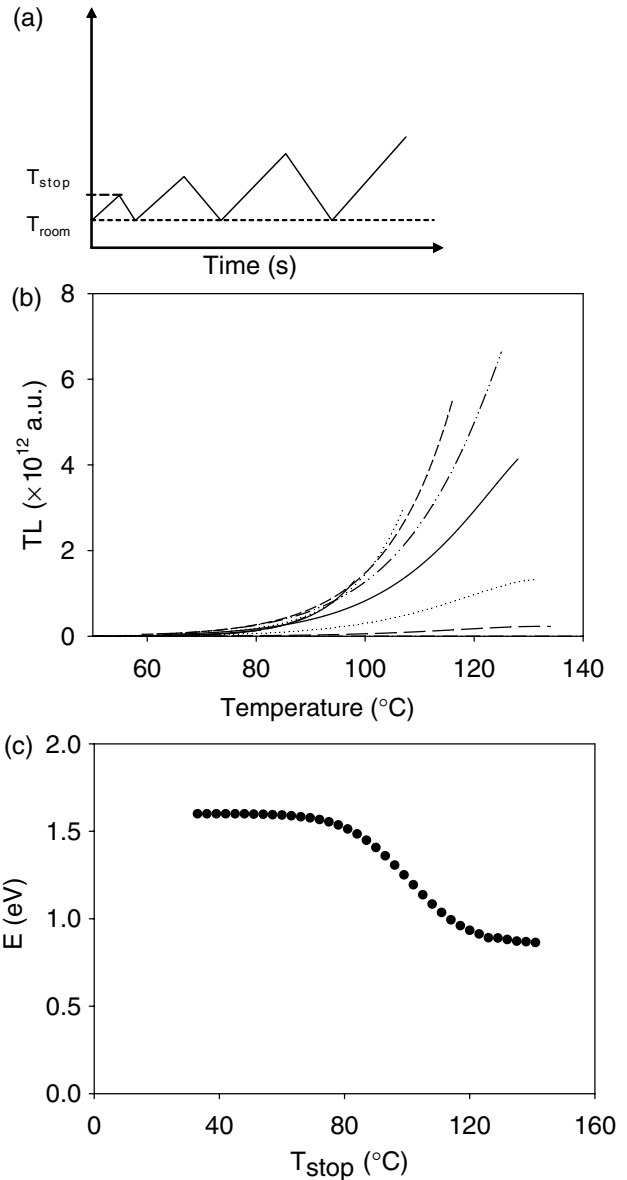 (a)
T_stop
T_room
Time (s)
(b)
8
6
4
2
0
TL (×10^12 a.u.)
60 80 100 120 140
Temperature (°C)
(c)
2.0
1.5
1.0
0.5
0.0
E (eV)
0 40 80 120 160
T_stop (°C)